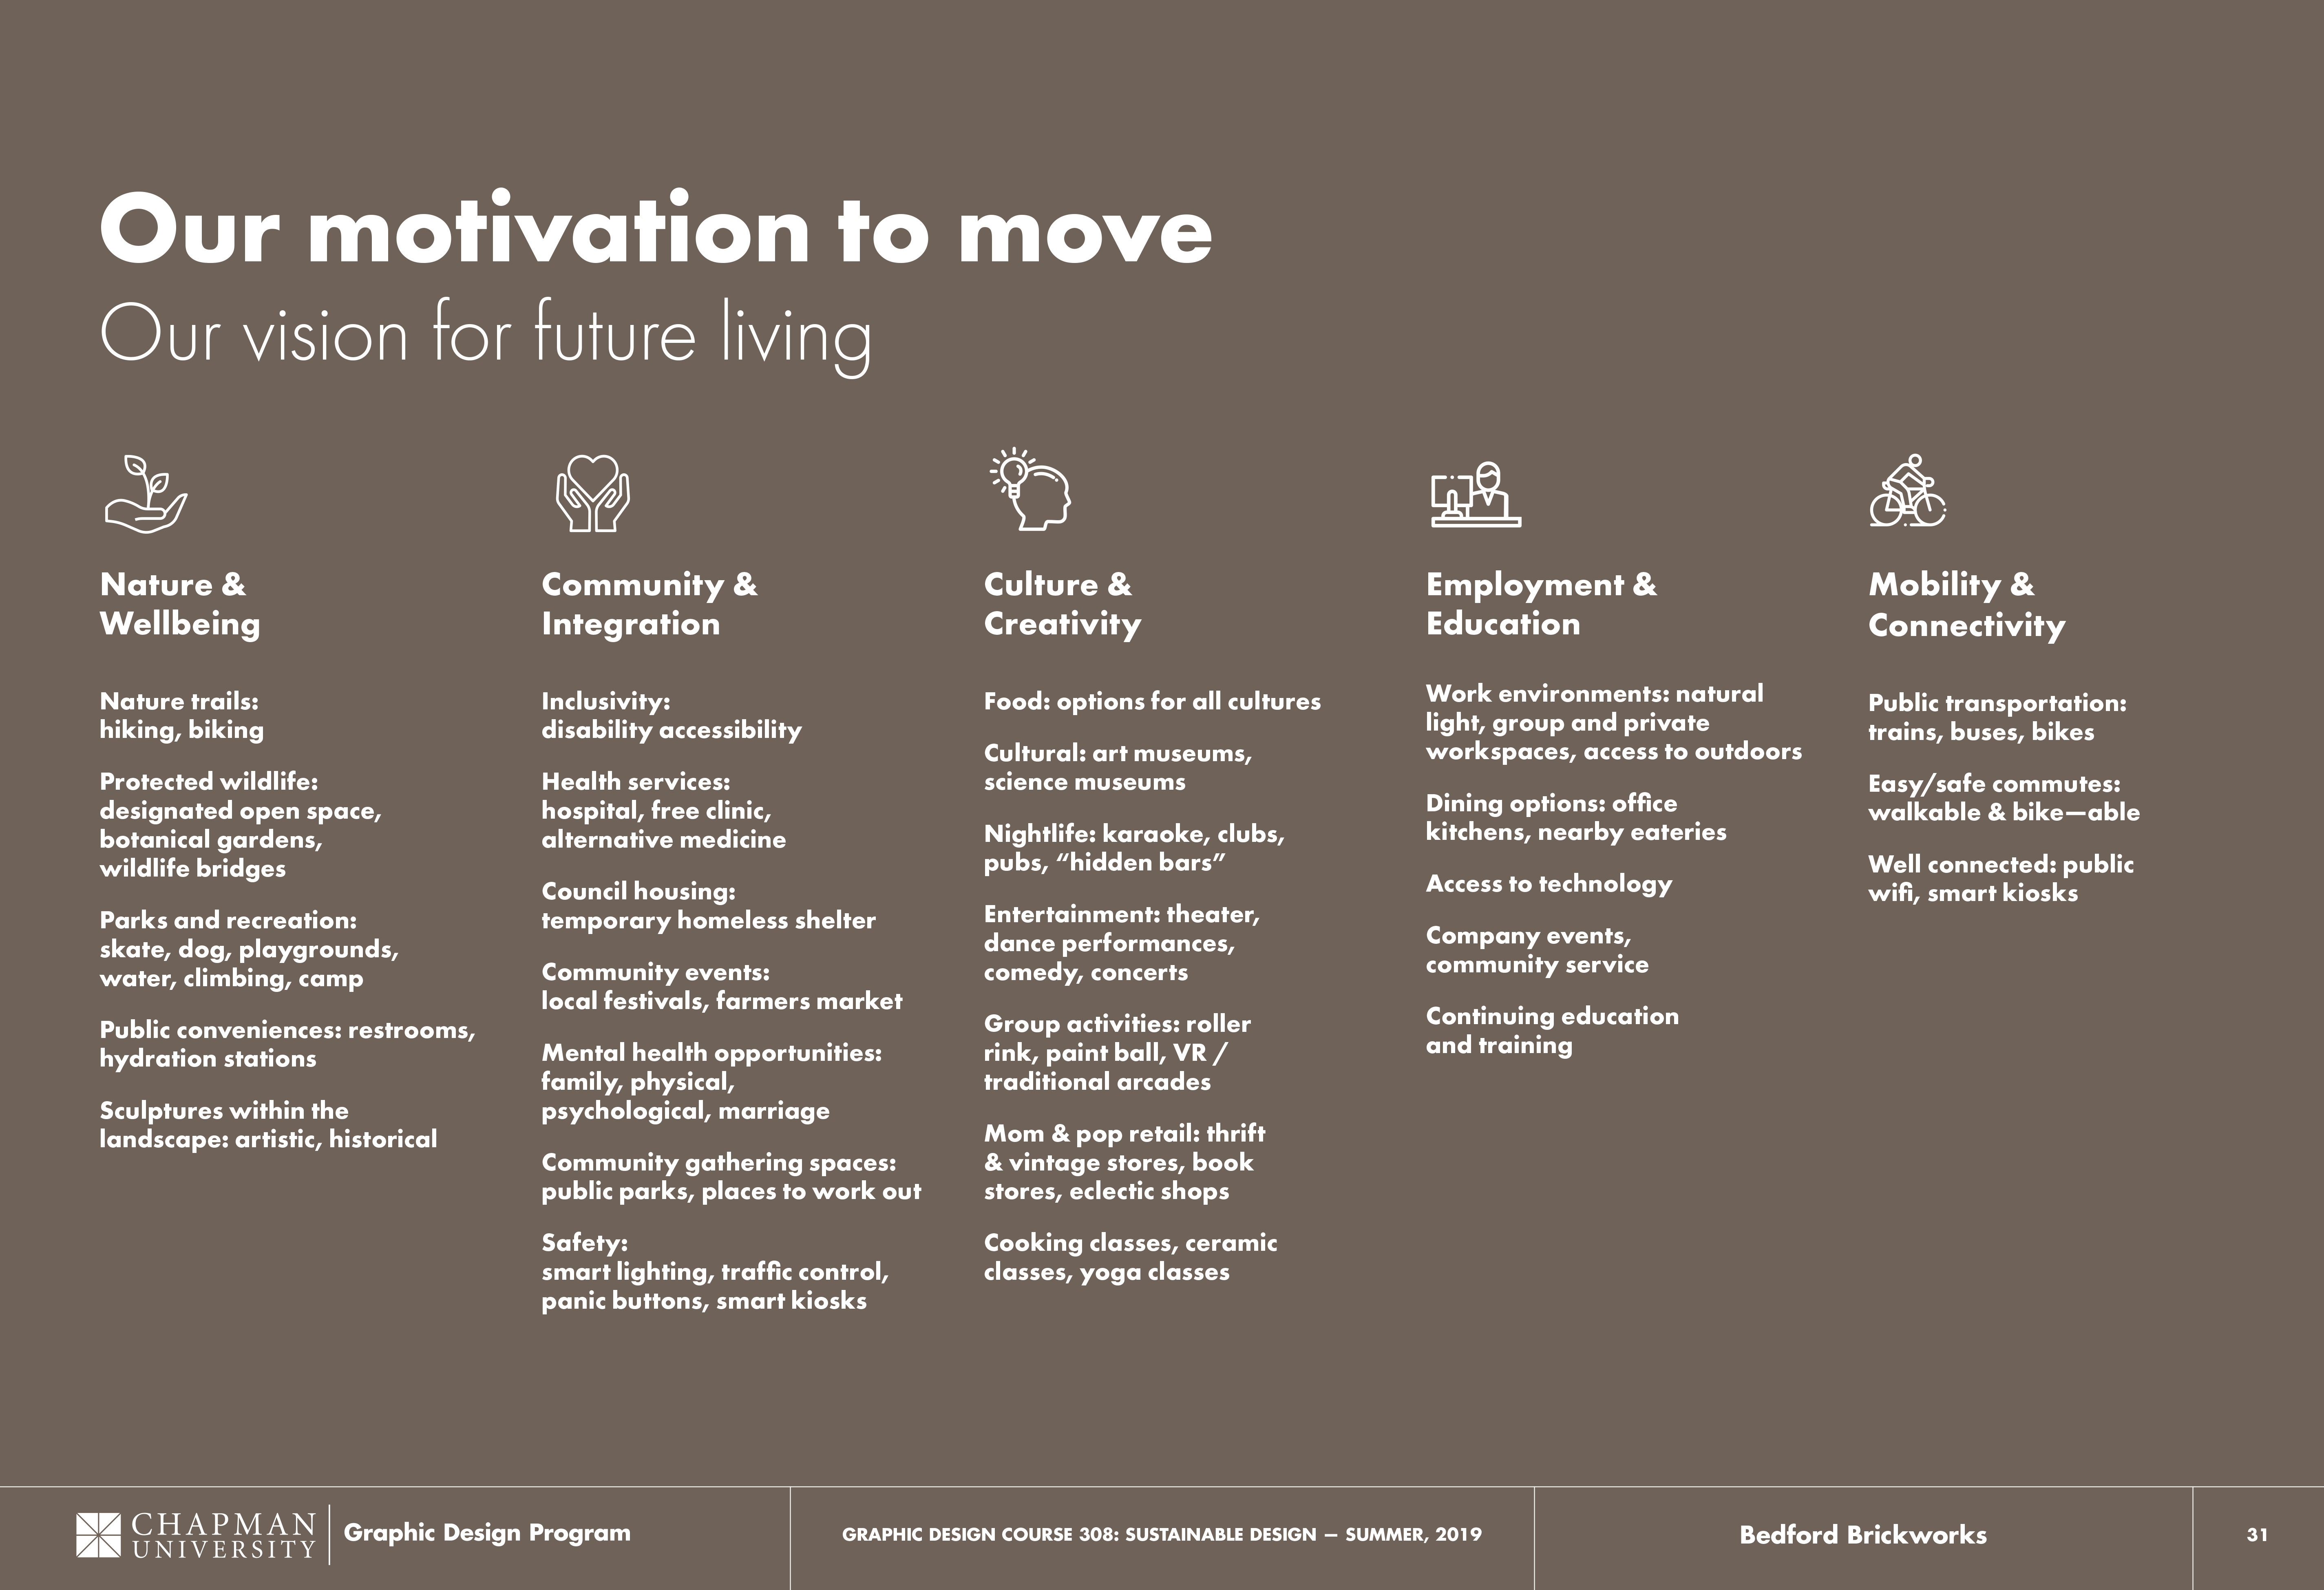 Our motivation to move
Our vision for future living
Nature &
Wellbeing
Nature trails:
hiking, biking
Protected wildlife:
designated open space,
botanical gardens,
wildlife bridges
Parks and recreation:
skate, dog, playgrounds,
water, climbing, camp
Public conveniences: restrooms,
hydration stations
Sculptures within the
landscape: artistic, historical
Community &
Integration
Inclusivity:
disability accessibility
Health services:
hospital, free clinic,
alternative medicine
Council housing:
temporary homeless shelter
Community events:
local festivals, farmers market
Mental health opportunities:
family, physical,
psychological, marriage
Community gathering spaces:
public parks, places to work out
Safety:
smart lighting, traffic control,
panic buttons, smart kiosks
Culture &
Creativity
Food: options for all cultures
Cultural: art museums,
science museums
Nightlife: karaoke, clubs,
pubs, “hidden bars”
Entertainment: theater,
dance performances,
comedy, concerts
Group activities: roller
rink, paint ball, VR /
traditional arcades
Mom & pop retail: thrift
& vintage stores, book
stores, eclectic shops
Cooking classes, ceramic
classes, yoga classes
Employment &
Education
Work environments: natural
light, group and private
workspaces, access to outdoors
Dining options: office
kitchens, nearby eateries
Access to technology
Company events,
community service
Continuing education
and training
Mobility &
Connectivity
Public transportation:
trains, buses, bikes
Easy/safe commutes:
walkable & bike—able
Well connected: public
wifi, smart kiosks
CHAPMAN
UNIVERSITY
Graphic Design Program
GRAPHIC DESIGN COURSE 308: SUSTAINABLE DESIGN — SUMMER, 2019
Bedford Brickworks
31